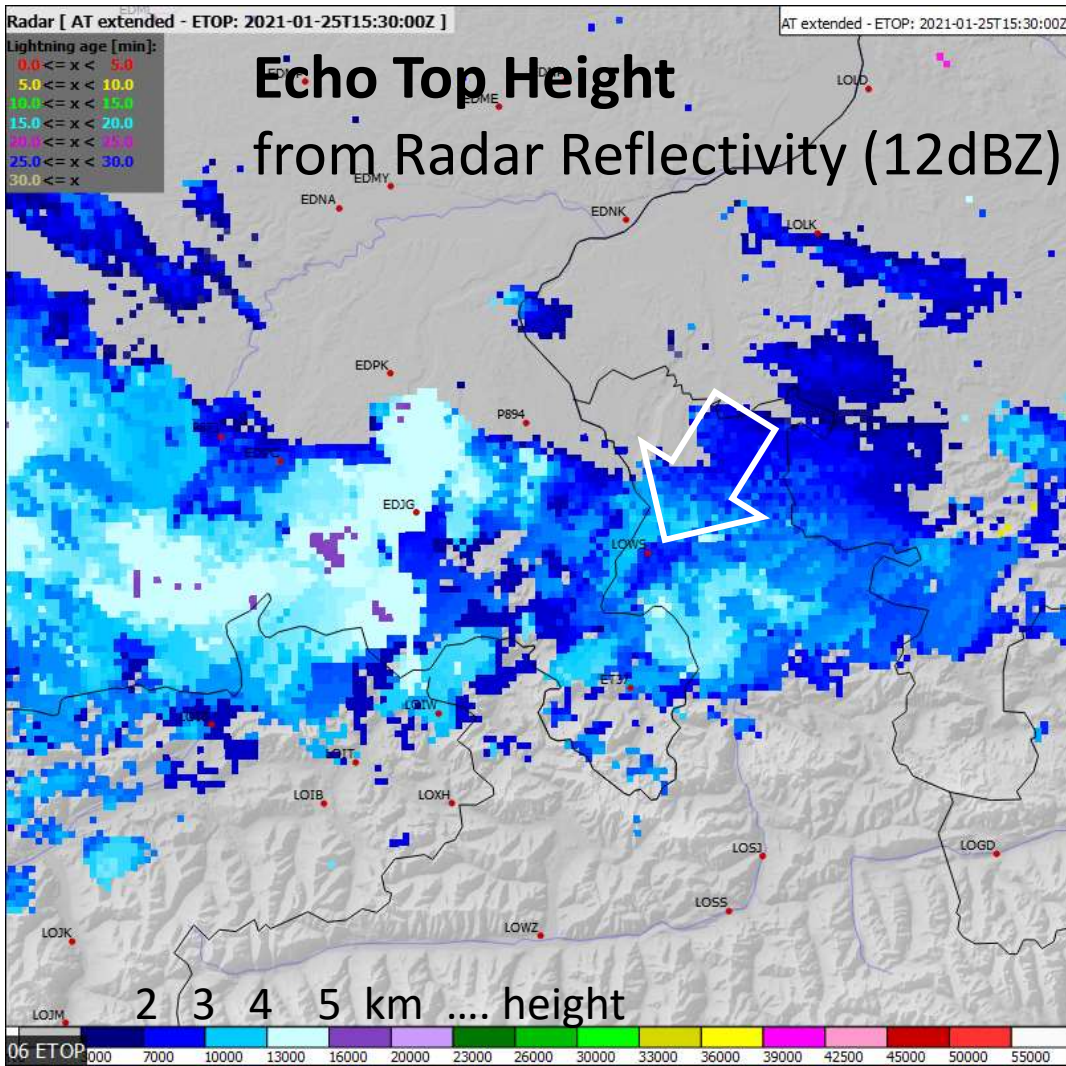 Radar [ AT extended - ETOP: 2021-01-25T15:30:00Z ]
AT extended - ETOP: 2021-01-25T15:30:00Z
Lightning age [min]:
0.0 <= x < 5.0
5.0 <= x < 10.0
10.0 <= x < 15.0
15.0 <= x < 20.0
20.0 <= x < 25.0
25.0 <= x < 30.0
30.0 <= x
Echo Top Height
from Radar Reflectivity (12dBZ)
EDME
LOLD
EDMY
EDNA
EDNK
LOLK
EDPK
P894
EDJG
LOWS
ETJ7
LOIW
LOIT
LOIB
LOXH
LOSJ
LOGD
LOSS
LOWZ
LOJK
LOJM
2 3 4 5 km .... height
06 ETOP
7000 10000 13000 16000 20000 23000 26000 30000 33000 36000 39000 42500 45000 50000 55000